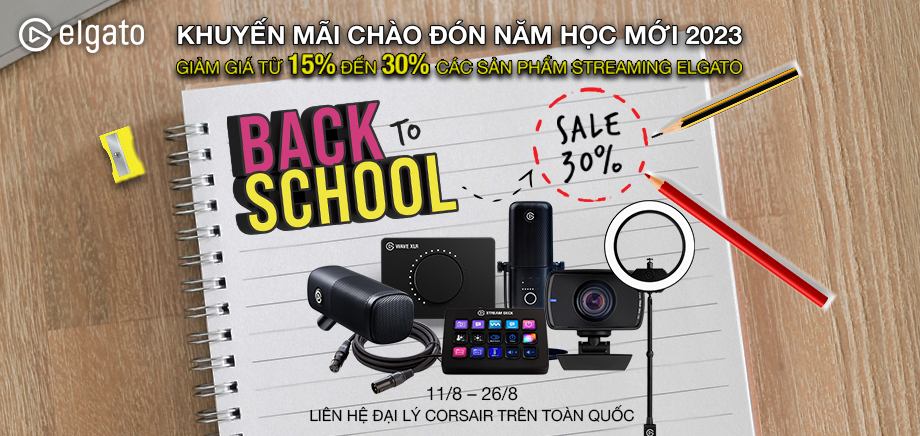 elgato
KHUYẾN MÃI CHÀO ĐÓN NĂM HỌC MỚI 2023
GIẢM GIÁ TỪ 15% ĐẾN 30% CÁC SẢN PHẨM STREAMING ELGATO
BACK TO
SCHOOL
SALE
30%
WAVE XLR
STREAM DECK
11/8 – 26/8
LIÊN HỆ ĐẠI LÝ CORSAIR TRÊN TOÀN QUỐC